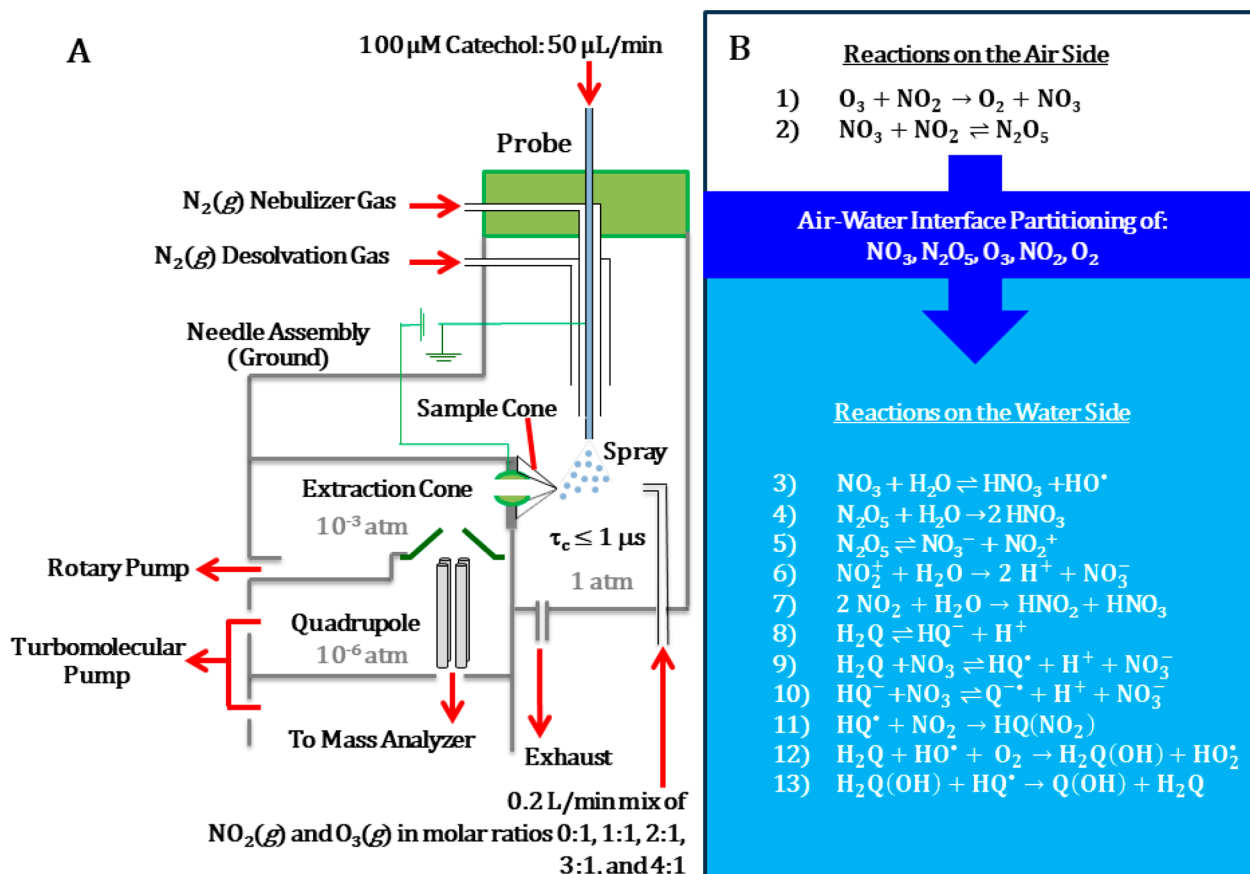 A
100 μM Catechol: 50 μL/min
Probe
N₂(g) Nebulizer Gas
N₂(g) Desolvation Gas
Needle Assembly
(Ground)
Sample Cone
Spray
Extraction Cone
10⁻³ atm
τc ≤ 1 μs
1 atm
Rotary Pump
Quadrupole
10⁻⁶ atm
Turbomolecular
Pump
To Mass Analyzer
Exhaust
0.2 L/min mix of
NO₂(g) and O₃(g) in molar ratios 0:1, 1:1, 2:1,
3:1, and 4:1
B
Reactions on the Air Side
1) O₃ + NO₂ → O₂ + NO₃
2) NO₃ + NO₂ ⇌ N₂O₅
Air-Water Interface Partitioning of:
NO₃, N₂O₅, O₃, NO₂, O₂
Reactions on the Water Side
3) NO₃ + H₂O ⇌ HNO₃ + HO•
4) N₂O₅ + H₂O → 2 HNO₃
5) N₂O₅ ⇌ NO₃⁻ + NO₂⁺
6) NO₂⁺ + H₂O → 2 H⁺ + NO₃⁻
7) 2 NO₂ + H₂O → HNO₂ + HNO₃
8) H₂Q ⇌ HQ⁻ + H⁺
9) H₂Q + NO₃ ⇌ HQ• + H⁺ + NO₃⁻
10) HQ⁻ + NO₃ ⇌ Q⁻• + H⁺ + NO₃⁻
11) HQ• + NO₂ → HQ(NO₂)
12) H₂Q + HO• + O₂ → H₂Q(OH) + HO₂•
13) H₂Q(OH) + HQ• → Q(OH) + H₂Q